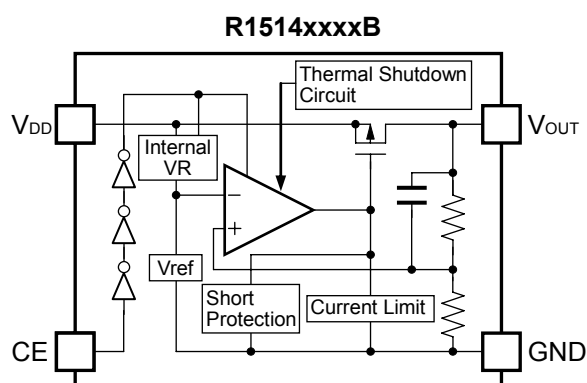 R1514xxxxB
Thermal Shutdown
Circuit
VDD
VOUT
Internal
VR
−
+
Vref
Short
Protection
Current Limit
CE
GND